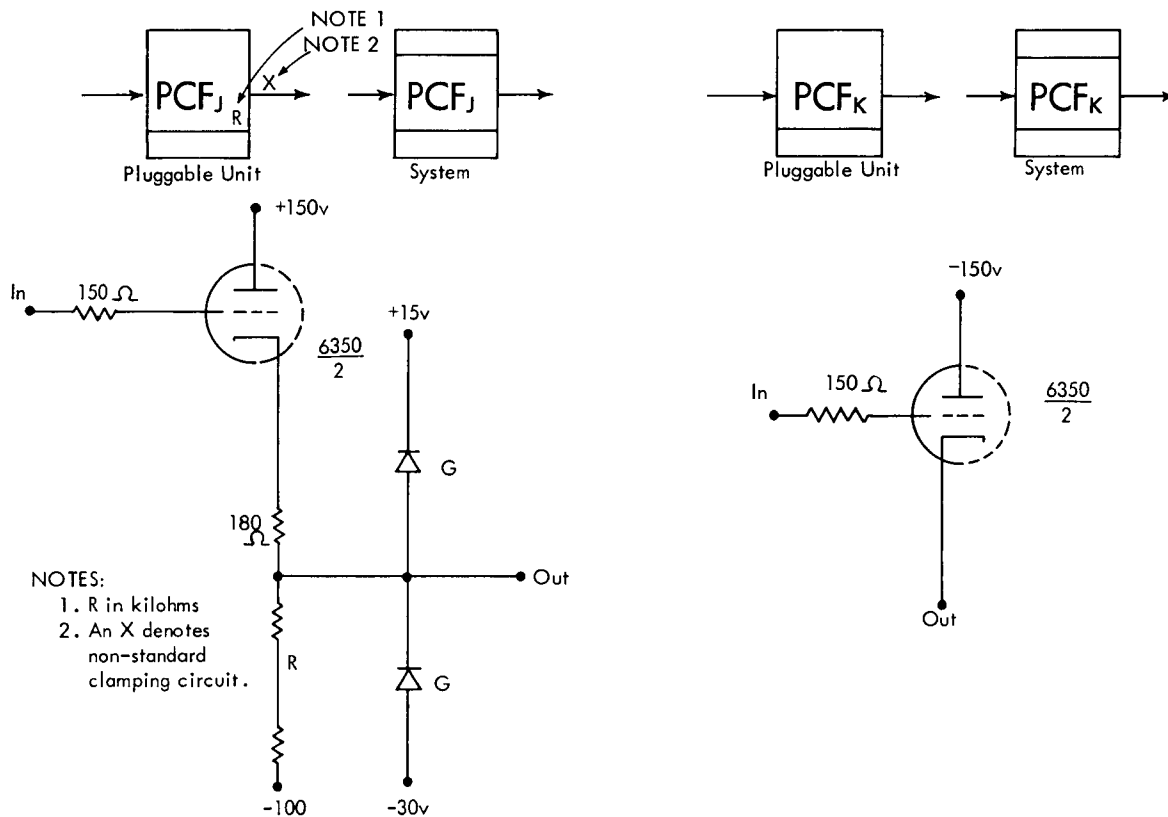 NOTE 1
NOTE 2
X
PCFJ
R
PCFJ
Pluggable Unit
System
PCFK
PCFK
Pluggable Unit
System
+150v
In
150 Ω
6350
2
+15v
G
180
Ω
Out
NOTES:
1. R in kilohms
2. An X denotes
non-standard
clamping circuit.
R
G
-100
-30v
-150v
In
150 Ω
6350
2
Out